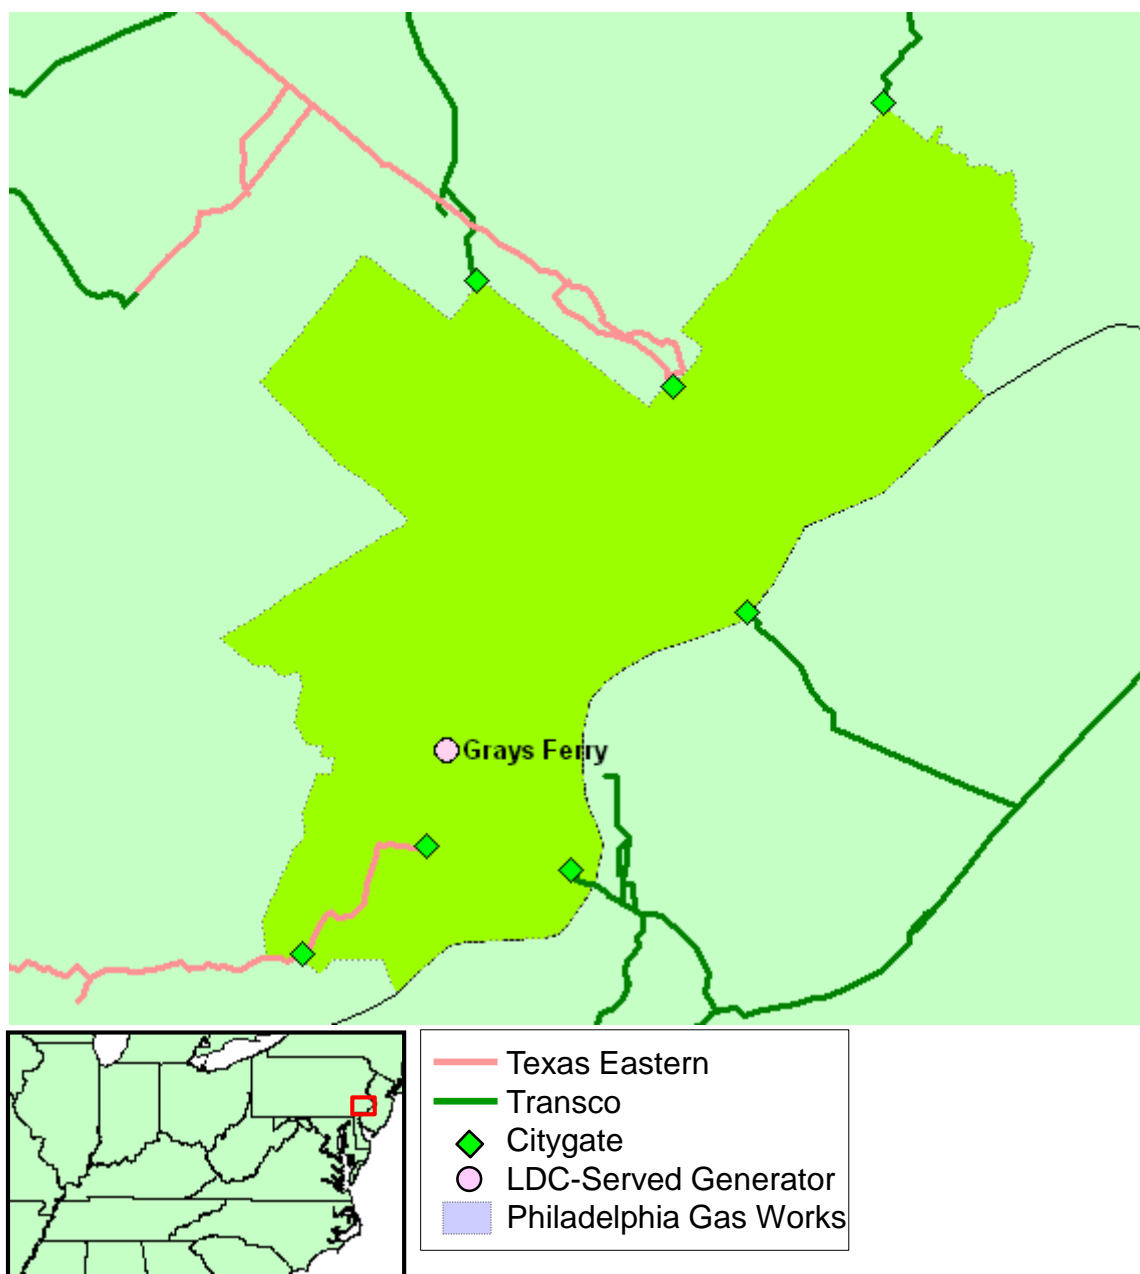 Grays Ferry
Texas Eastern
Transco
Citygate
LDC-Served Generator
Philadelphia Gas Works